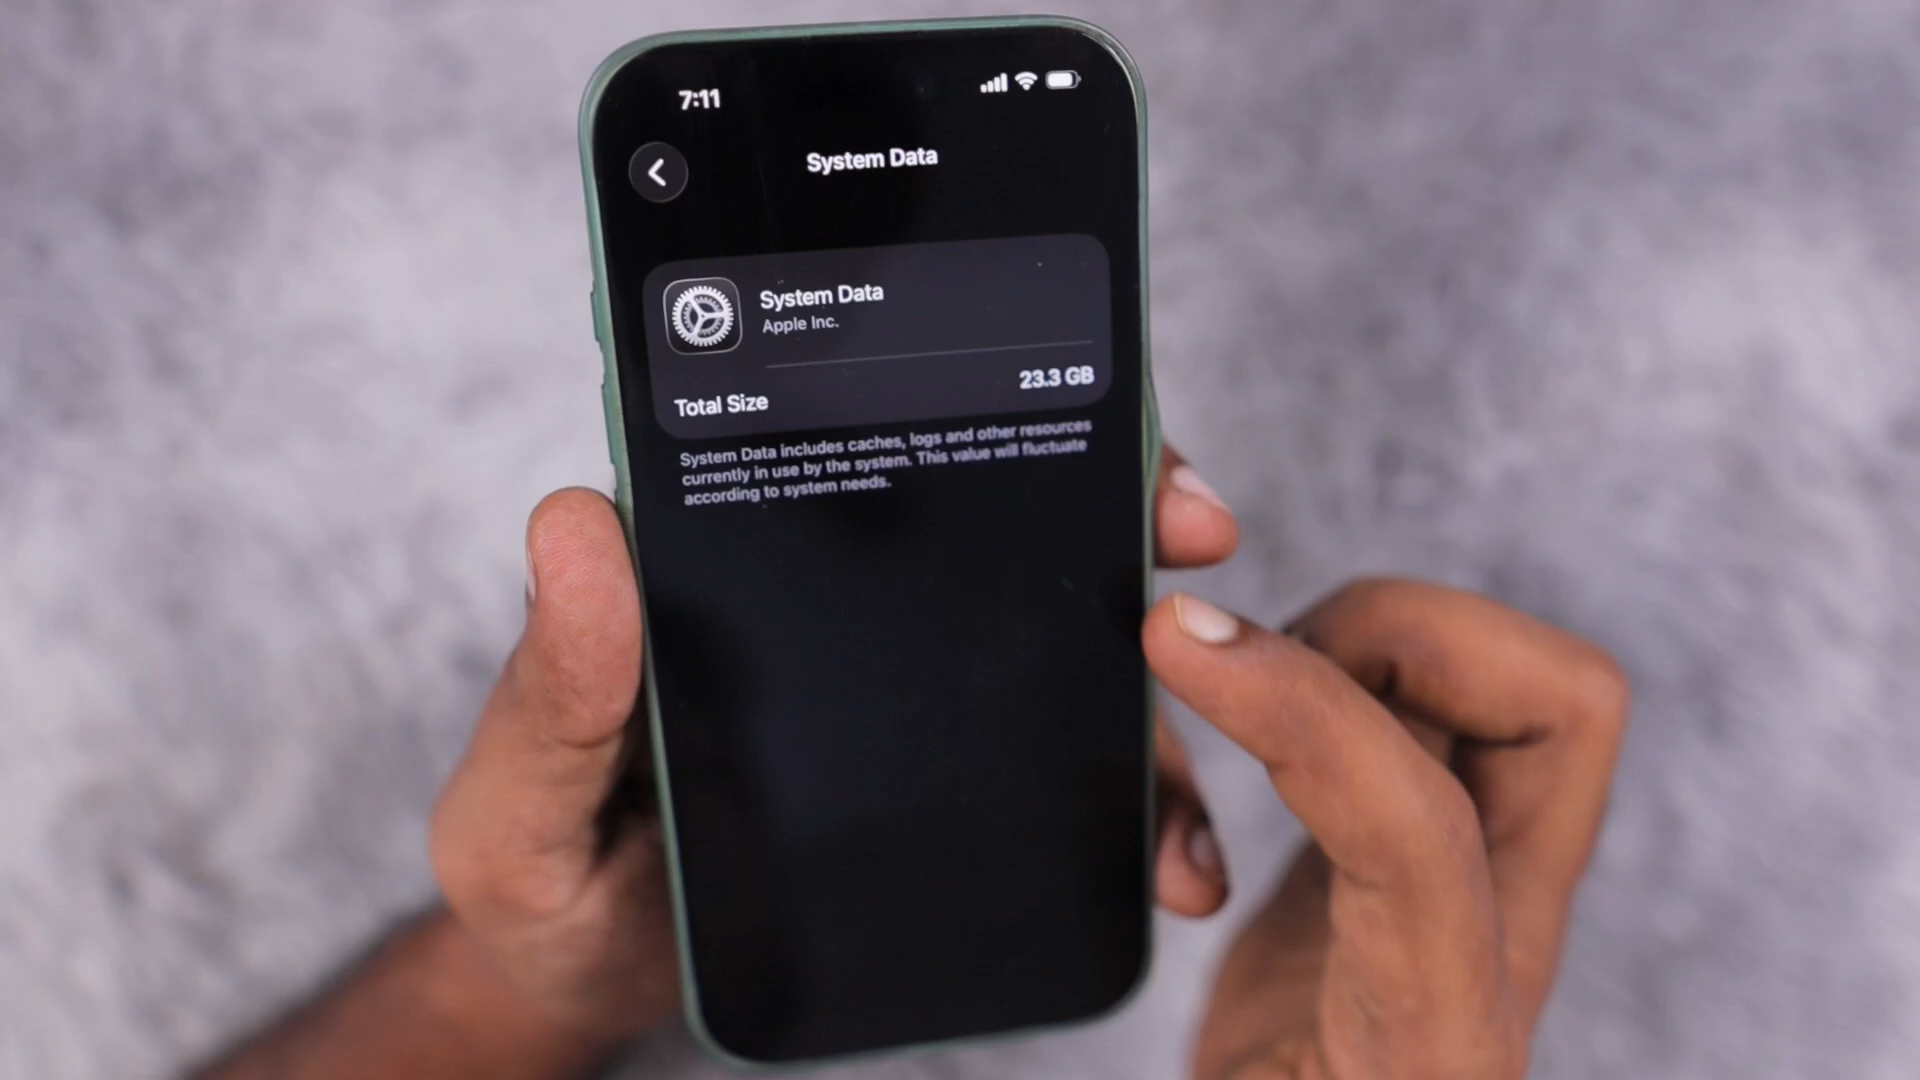 7:11
System Data
System Data
Apple Inc.
Total Size 23.3 GB
System Data includes caches, logs and other resources
currently in use by the system. This value will fluctuate
according to system needs.